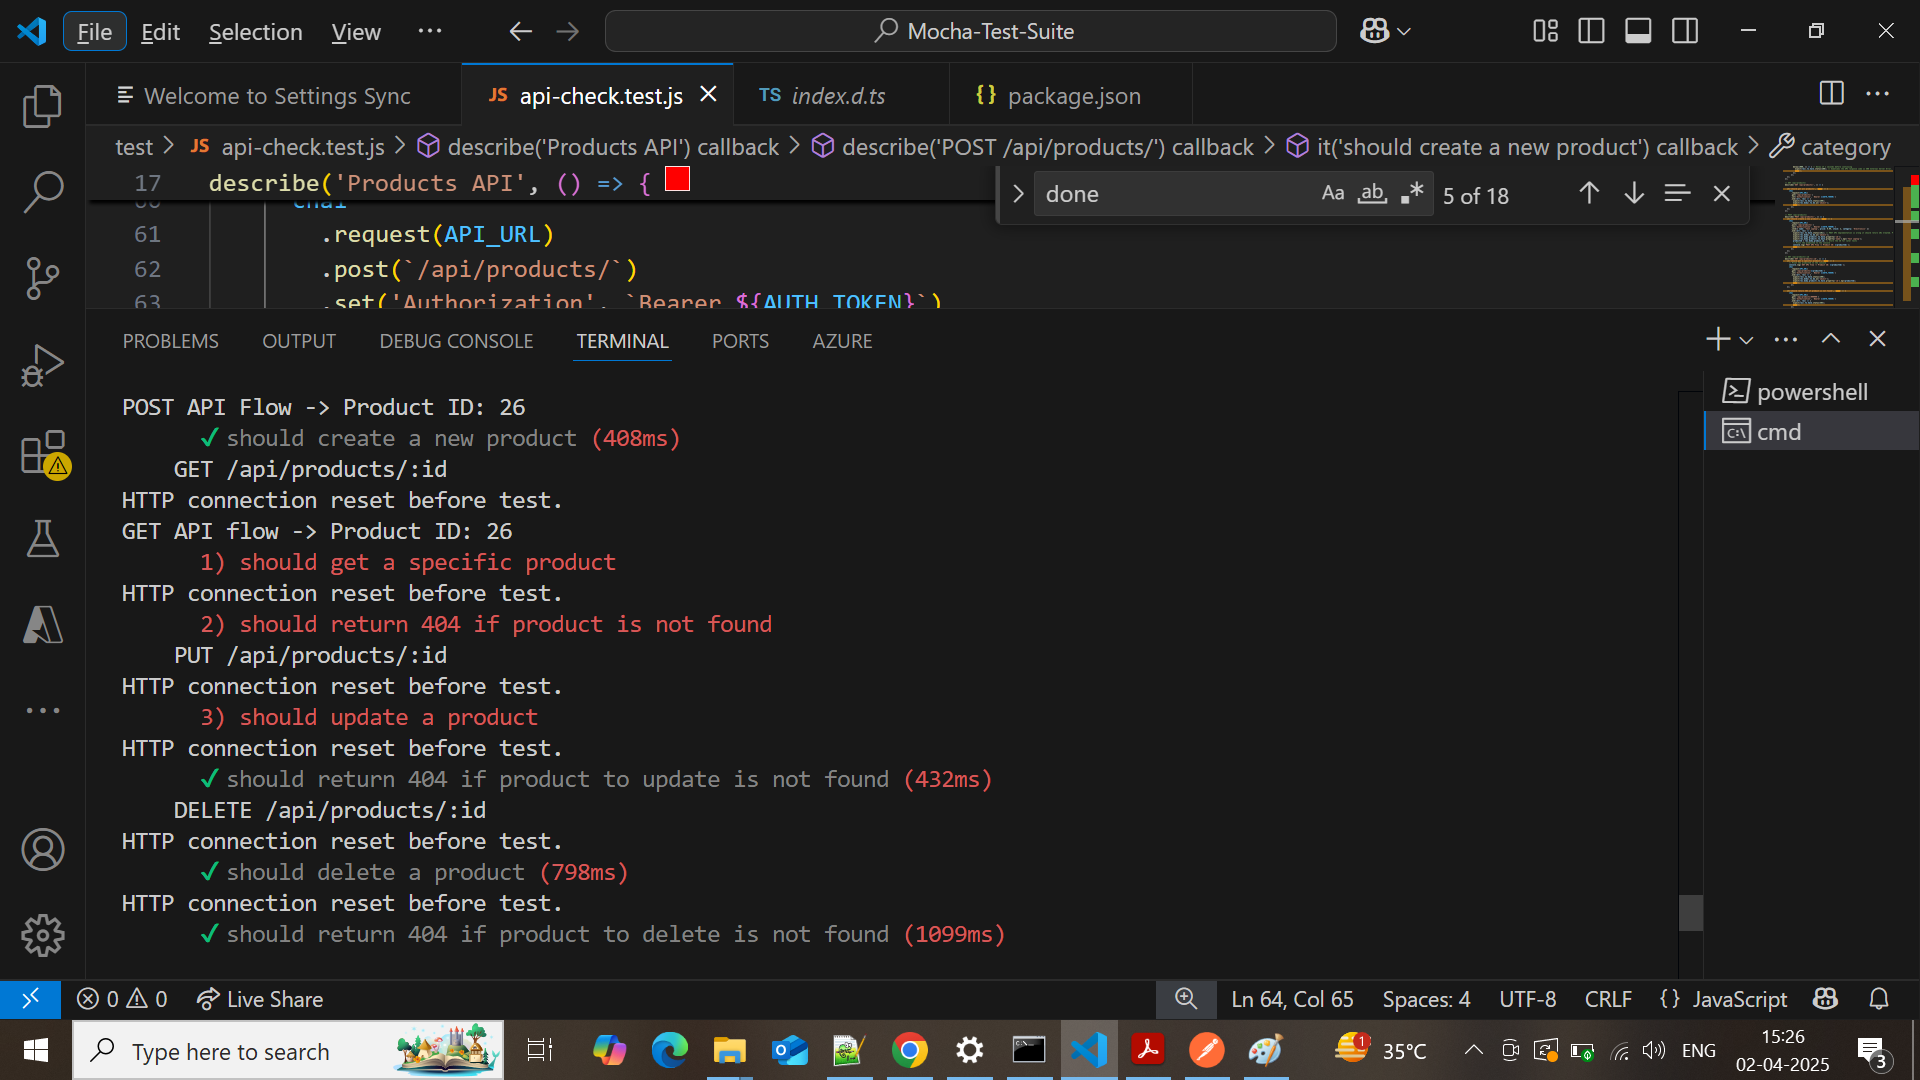 File Edit Selection View ··· Mocha-Test-Suite
Welcome to Settings Sync JS api-check.test.js TS index.d.ts {} package.json
test > JS api-check.test.js > describe('Products API') callback > describe('POST /api/products/') callback > it('should create a new product') callback > category
17 describe('Products API', () => {
done Aa ab .* 5 of 18
60 chai
61 .request(API_URL)
62 .post(`/api/products/`)
63 .set('Authorization', `Bearer ${AUTH_TOKEN}`)
PROBLEMS OUTPUT DEBUG CONSOLE TERMINAL PORTS AZURE
powershell
cmd
POST API Flow -> Product ID: 26
✓ should create a new product (408ms)
GET /api/products/:id
HTTP connection reset before test.
GET API flow -> Product ID: 26
1) should get a specific product
HTTP connection reset before test.
2) should return 404 if product is not found
PUT /api/products/:id
HTTP connection reset before test.
3) should update a product
HTTP connection reset before test.
✓ should return 404 if product to update is not found (432ms)
DELETE /api/products/:id
HTTP connection reset before test.
✓ should delete a product (798ms)
HTTP connection reset before test.
✓ should return 404 if product to delete is not found (1099ms)
0 0 Live Share Ln 64, Col 65 Spaces: 4 UTF-8 CRLF {} JavaScript
Type here to search 1 35°C ENG 15:26 02-04-2025 3